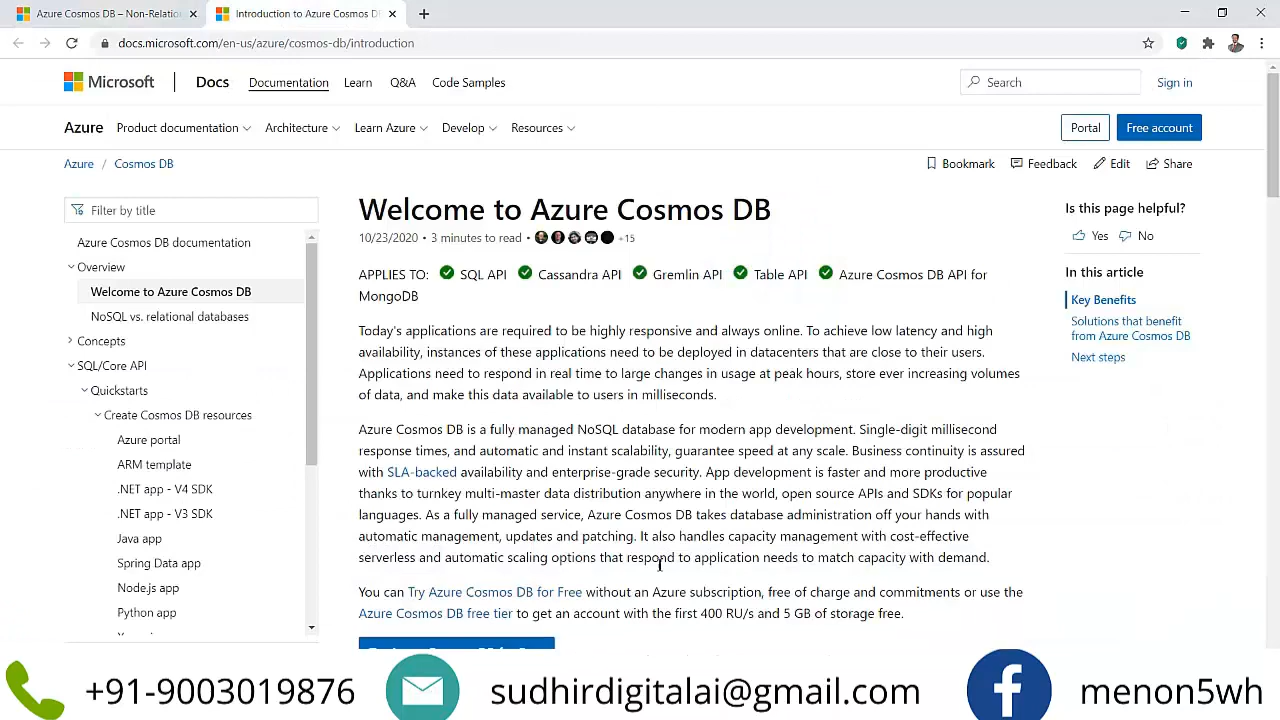 Azure Cosmos DB – Non-Relatio
Introduction to Azure Cosmos DB
docs.microsoft.com/en-us/azure/cosmos-db/introduction
Microsoft
Docs
Documentation
Learn
Q&A
Code Samples
Search
Sign in
Azure
Product documentation
Architecture
Learn Azure
Develop
Resources
Portal
Free account
Azure / Cosmos DB
Bookmark
Feedback
Edit
Share
Filter by title
Azure Cosmos DB documentation
Overview
Welcome to Azure Cosmos DB
NoSQL vs. relational databases
Concepts
SQL/Core API
Quickstarts
Create Cosmos DB resources
Azure portal
ARM template
.NET app - V4 SDK
.NET app - V3 SDK
Java app
Spring Data app
Node.js app
Python app
Welcome to Azure Cosmos DB
10/23/2020 • 3 minutes to read • +15
APPLIES TO: SQL API Cassandra API Gremlin API Table API Azure Cosmos DB API for
MongoDB
Today's applications are required to be highly responsive and always online. To achieve low latency and high
availability, instances of these applications need to be deployed in datacenters that are close to their users.
Applications need to respond in real time to large changes in usage at peak hours, store ever increasing volumes
of data, and make this data available to users in milliseconds.
Azure Cosmos DB is a fully managed NoSQL database for modern app development. Single-digit millisecond
response times, and automatic and instant scalability, guarantee speed at any scale. Business continuity is assured
with SLA-backed availability and enterprise-grade security. App development is faster and more productive
thanks to turnkey multi-master data distribution anywhere in the world, open source APIs and SDKs for popular
languages. As a fully managed service, Azure Cosmos DB takes database administration off your hands with
automatic management, updates and patching. It also handles capacity management with cost-effective
serverless and automatic scaling options that respond to application needs to match capacity with demand.
You can Try Azure Cosmos DB for Free without an Azure subscription, free of charge and commitments or use the
Azure Cosmos DB free tier to get an account with the first 400 RU/s and 5 GB of storage free.
Is this page helpful?
Yes
No
In this article
Key Benefits
Solutions that benefit
from Azure Cosmos DB
Next steps
+91-9003019876
sudhirdigitalai@gmail.com
menon5wh